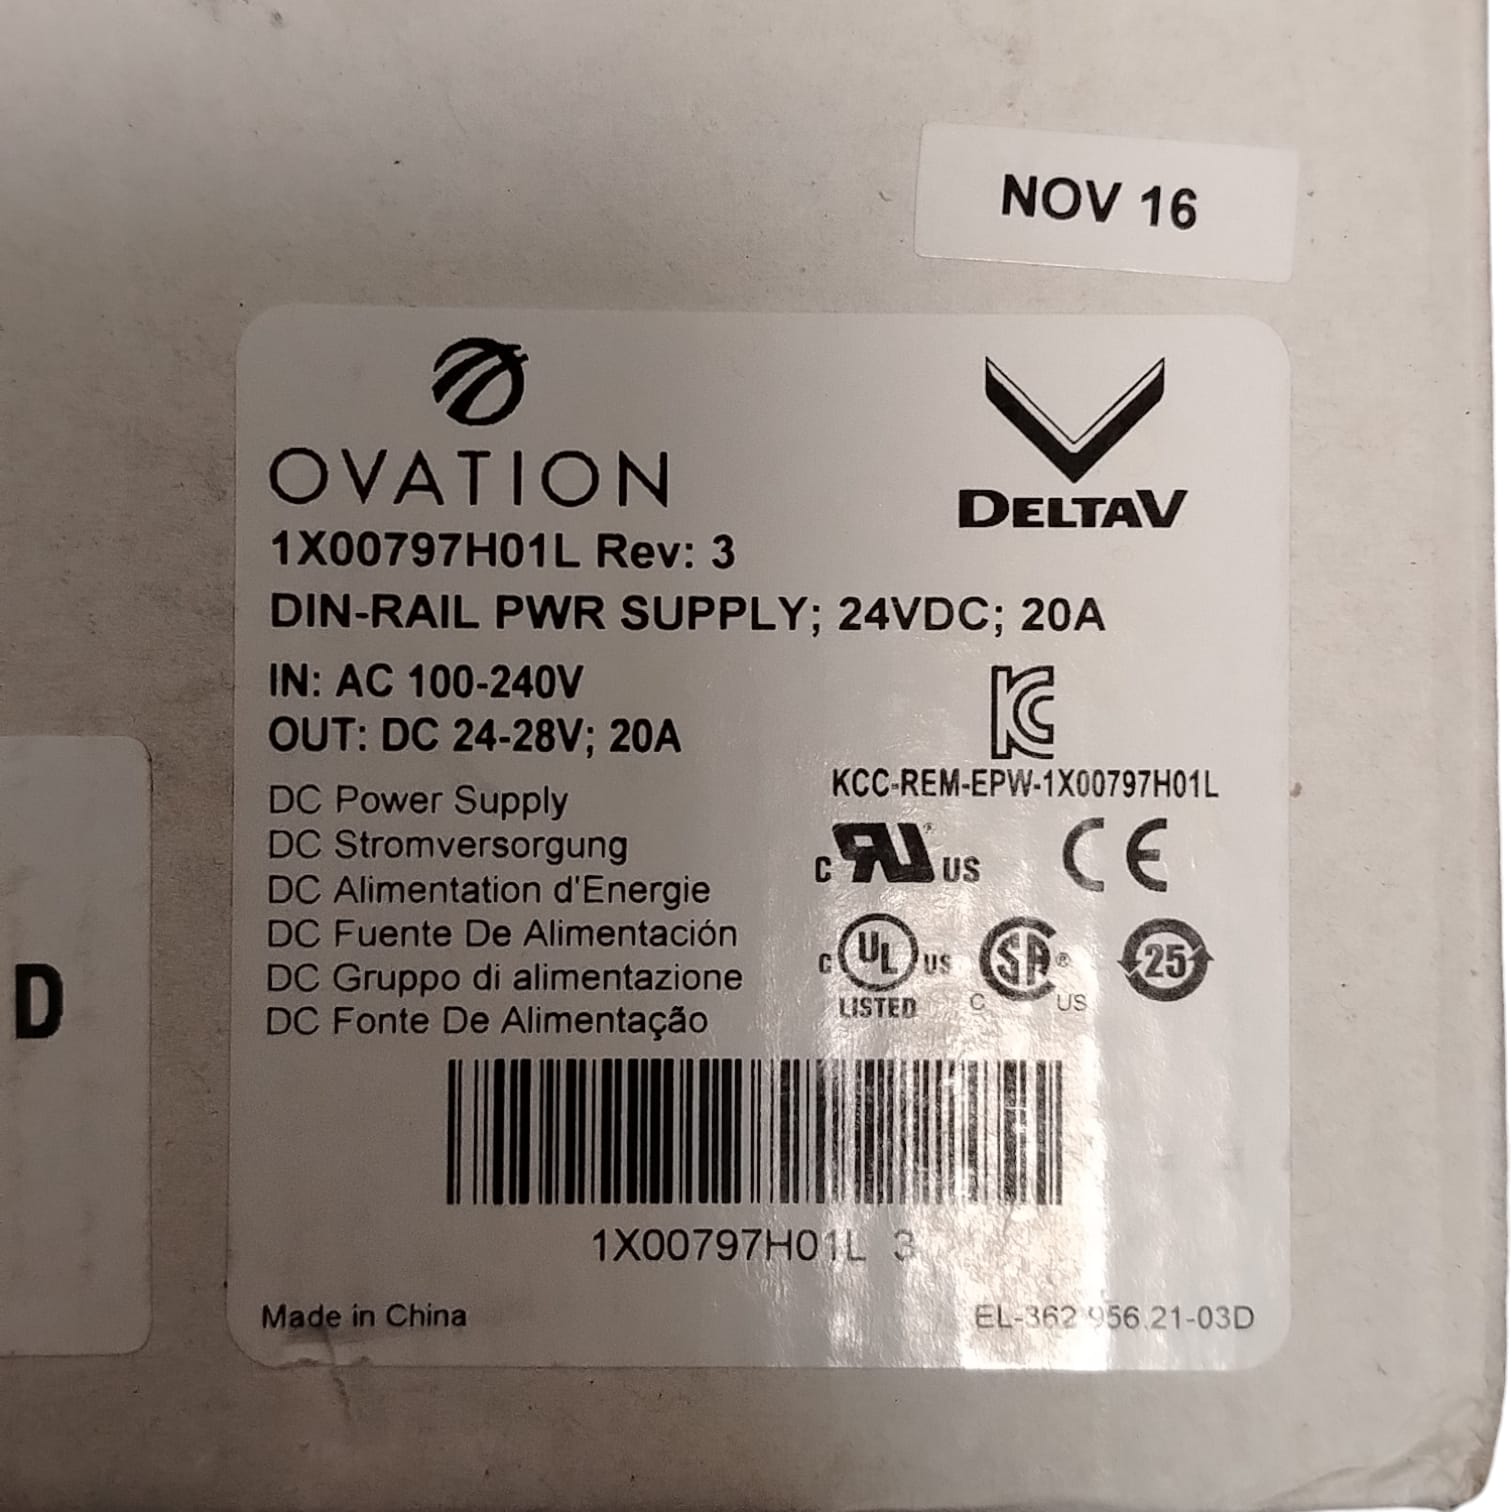 NOV 16
OVATION
DELTAV
1X00797H01L Rev: 3
DIN-RAIL PWR SUPPLY; 24VDC; 20A
IN: AC 100-240V
OUT: DC 24-28V; 20A
KCC-REM-EPW-1X00797H01L
DC Power Supply
DC Stromversorgung
DC Alimentation d'Energie
DC Fuente De Alimentación
DC Gruppo di alimentazione
DC Fonte De Alimentação
C RU US CE
C UL US LISTED
C SA US
25
D
1X00797H01L 3
Made in China
EL-362 956.21-03D